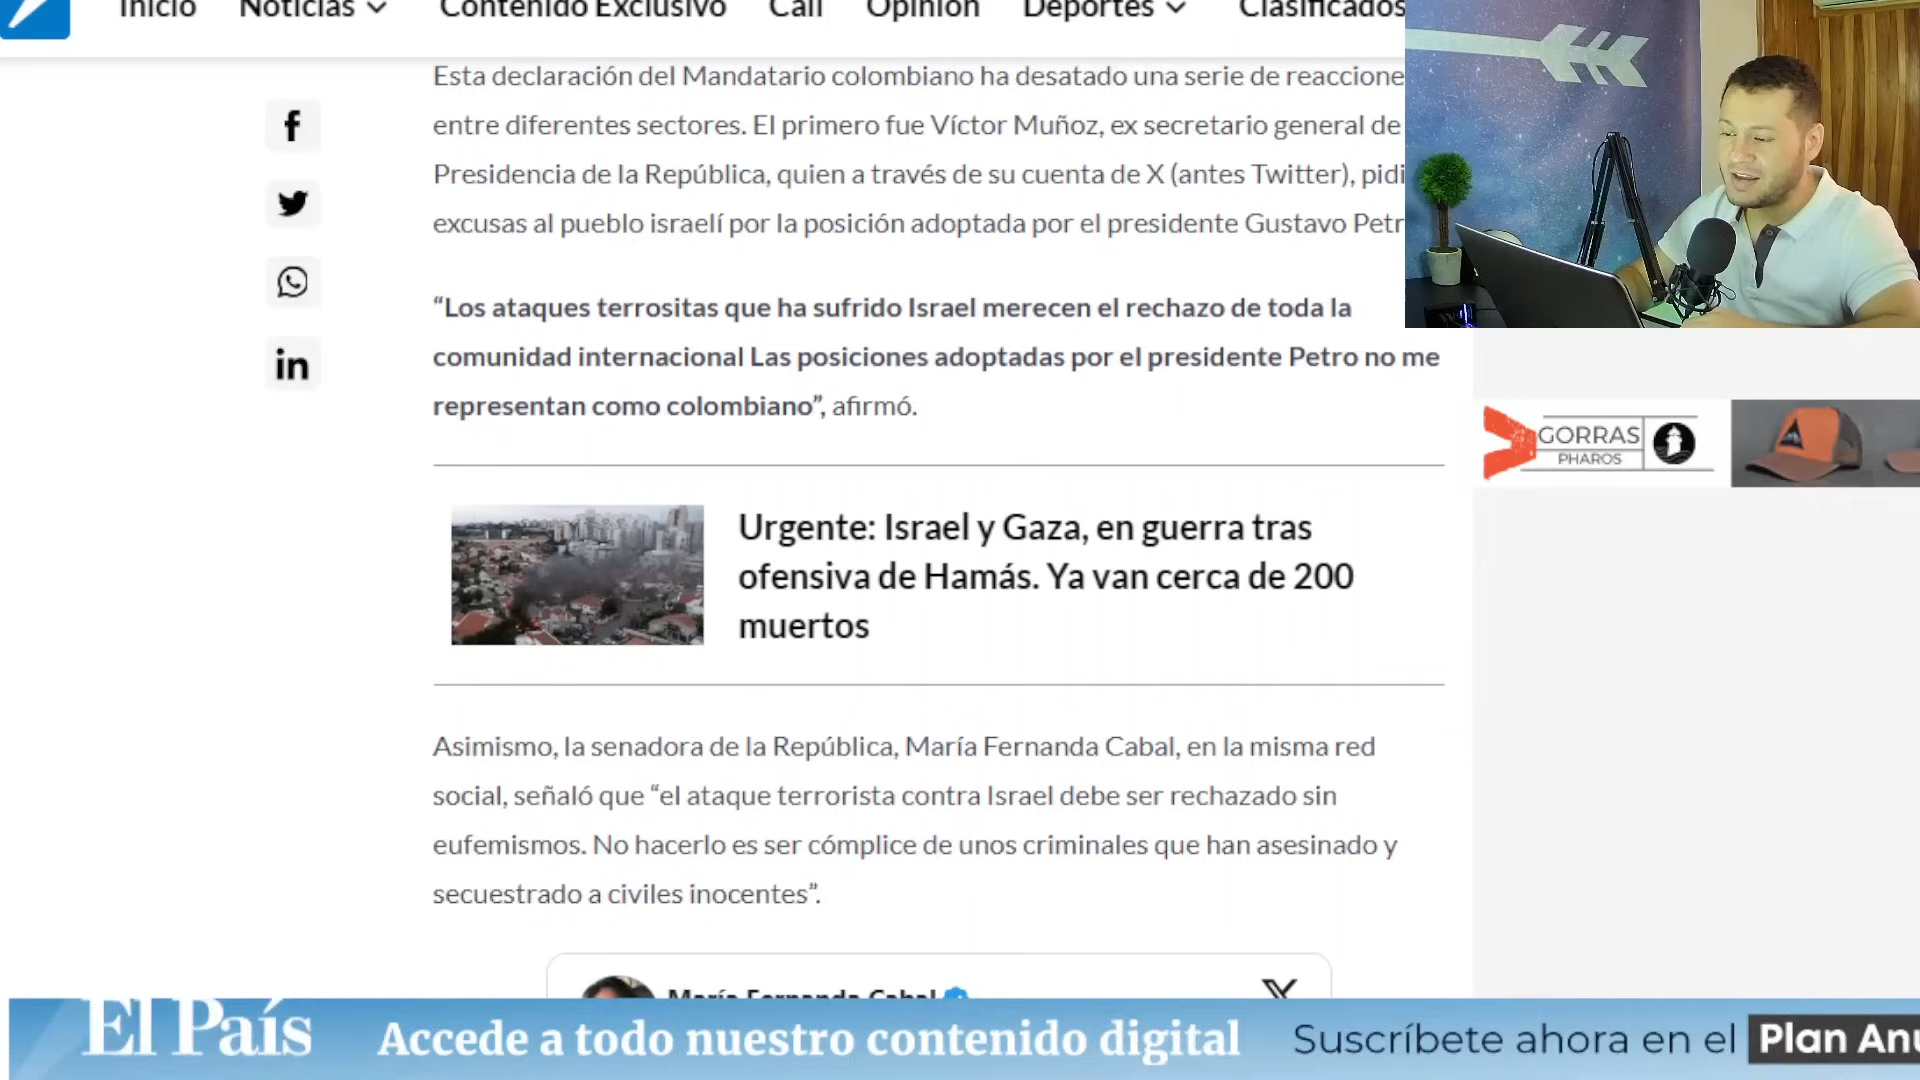 Inicio Noticias Contenido Exclusivo Cali Opinión Deportes Clasificados
Esta declaración del Mandatario colombiano ha desatado una serie de reaccione
entre diferentes sectores. El primero fue Víctor Muñoz, ex secretario general de
Presidencia de la República, quien a través de su cuenta de X (antes Twitter), pidi
excusas al pueblo israelí por la posición adoptada por el presidente Gustavo Petr
“Los ataques terrositas que ha sufrido Israel merecen el rechazo de toda la
comunidad internacional Las posiciones adoptadas por el presidente Petro no me
representan como colombiano”, afirmó.
GORRAS
PHAROS
Urgente: Israel y Gaza, en guerra tras
ofensiva de Hamás. Ya van cerca de 200
muertos
Asimismo, la senadora de la República, María Fernanda Cabal, en la misma red
social, señaló que “el ataque terrorista contra Israel debe ser rechazado sin
eufemismos. No hacerlo es ser cómplice de unos criminales que han asesinado y
secuestrado a civiles inocentes”.
María Fernanda Cabal
El País Accede a todo nuestro contenido digital Suscríbete ahora en el Plan Anu